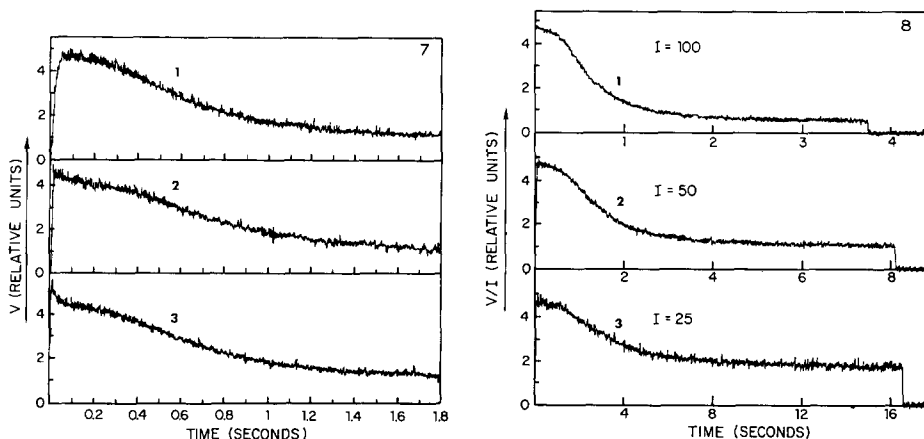 7
4
2
0
1
4
2
0
2
4
2
0
3
V (RELATIVE UNITS)
0.2 0.4 0.6 0.8 1 1.2 1.4 1.6 1.8
TIME (SECONDS)
8
I = 100
4
2
0
1
1 2 3 4
I = 50
4
2
0
2
2 4 6 8
I = 25
4
2
0
3
4 8 12 16
V/I (RELATIVE UNITS)
TIME (SECONDS)